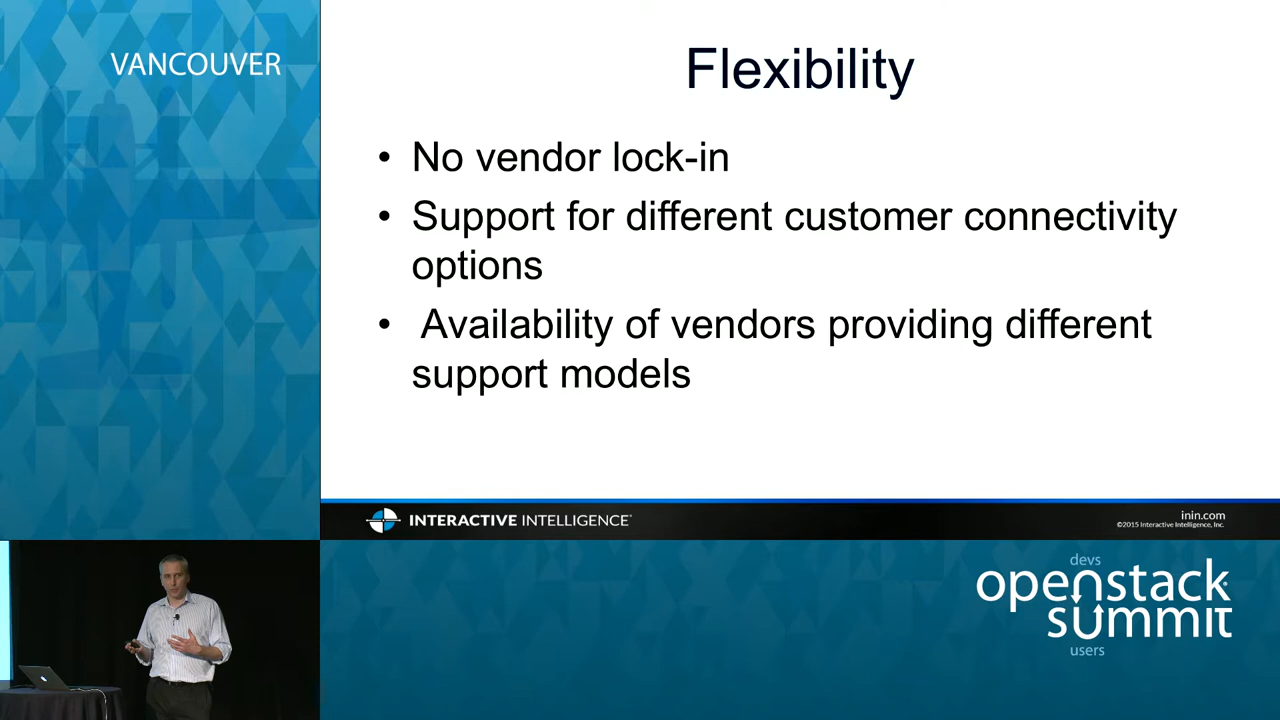 VANCOUVER
Flexibility
• No vendor lock-in
• Support for different customer connectivity
options
• Availability of vendors providing different
support models
INTERACTIVE INTELLIGENCE®
inin.com
©2015 Interactive Intelligence, Inc.
devs
openstack
summit
users